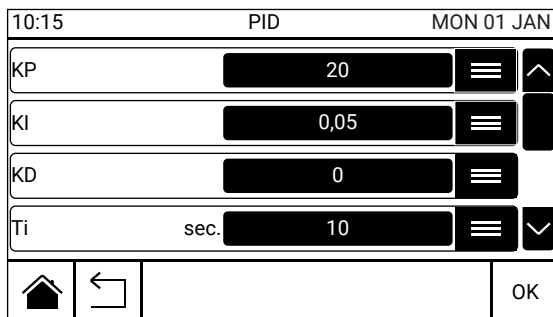 10:15 PID MON 01 JAN
KP 20
KI 0,05
KD 0
Ti sec. 10
OK